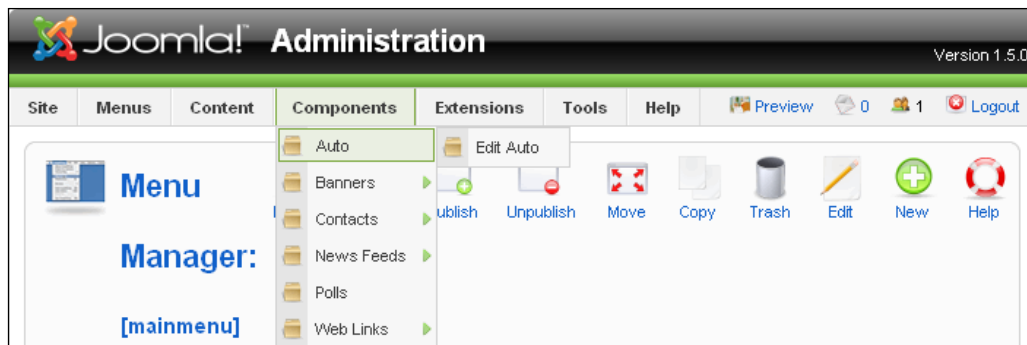 Joomla! Administration
Version 1.5.0
Site Menus Content Components Extensions Tools Help Preview 0 1 Logout
Auto Edit Auto
Menu Banners
ublish Unpublish Move Copy Trash Edit New Help
Contacts
Manager: News Feeds
Polls
[mainmenu] Web Links